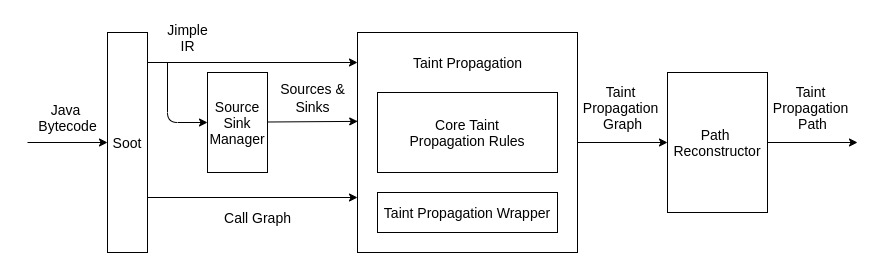 Jimple
IR
Java
Bytecode
Soot
Source
Sink
Manager
Sources &
Sinks
Call Graph
Taint Propagation
Core Taint
Propagation Rules
Taint Propagation Wrapper
Taint
Propagation
Graph
Path
Reconstructor
Taint
Propagation
Path